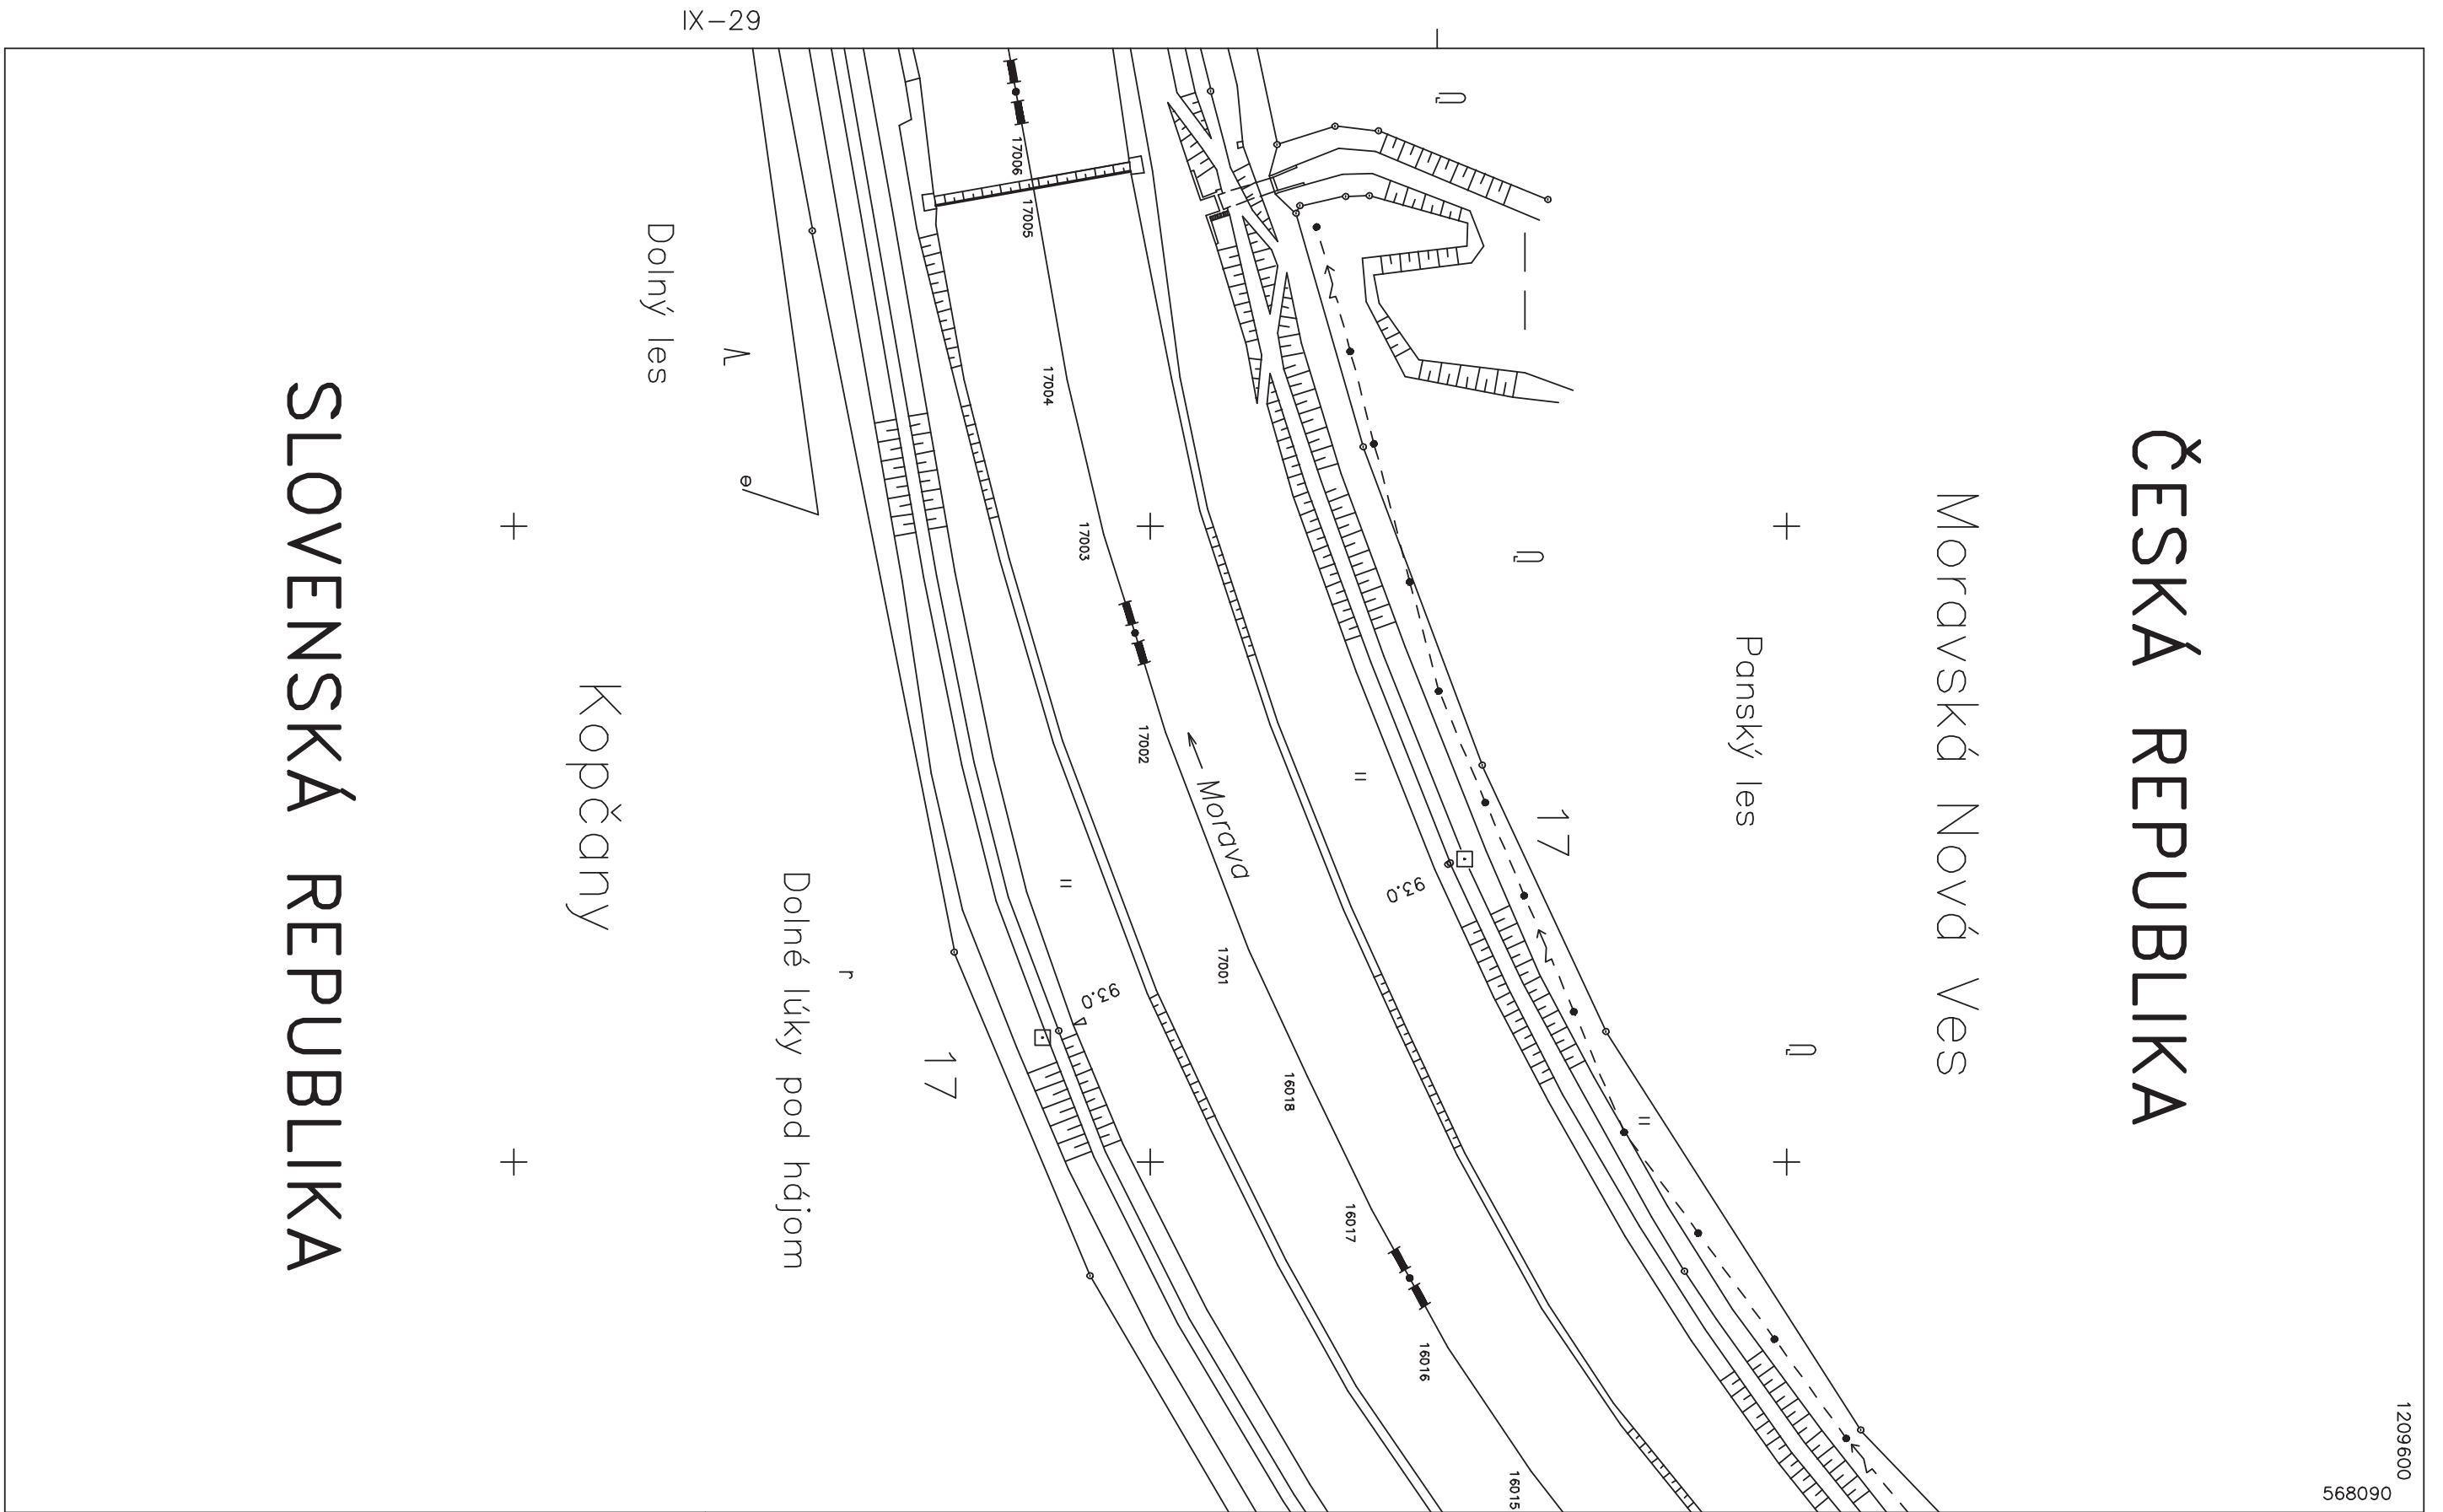 IX-29
ČESKÁ REPUBLIKA
Moravská Nová Ves
Panský les
17
93.0
Morava
17006
17005
17004
17003
17002
17001
16018
16017
16016
16015
93.0
17
r
Dolné lúky pod hájom
Dolný les
e
Kopčany
SLOVENSKÁ REPUBLIKA
1209600
568090